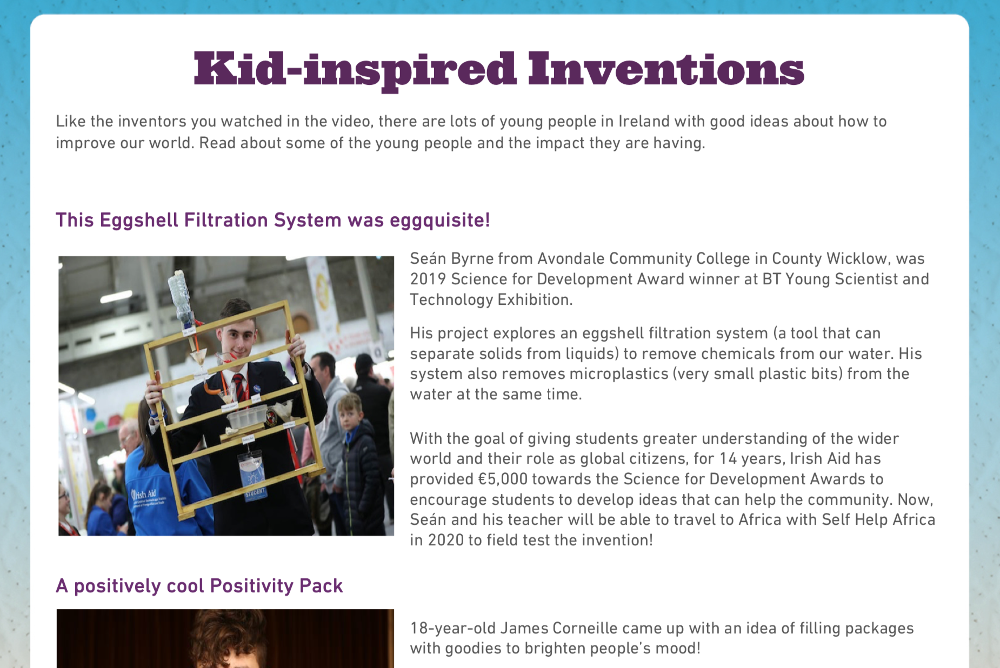 Kid-inspired Inventions
Like the inventors you watched in the video, there are lots of young people in Ireland with good ideas about how to
improve our world. Read about some of the young people and the impact they are having.
This Eggshell Filtration System was eggquisite!
Seán Byrne from Avondale Community College in County Wicklow, was
2019 Science for Development Award winner at BT Young Scientist and
Technology Exhibition.
His project explores an eggshell filtration system (a tool that can
separate solids from liquids) to remove chemicals from our water. His
system also removes microplastics (very small plastic bits) from the
water at the same time.
With the goal of giving students greater understanding of the wider
world and their role as global citizens, for 14 years, Irish Aid has
provided €5,000 towards the Science for Development Awards to
encourage students to develop ideas that can help the community. Now,
Seán and his teacher will be able to travel to Africa with Self Help Africa
in 2020 to field test the invention!
Irish Aid
STUDENT
A positively cool Positivity Pack
18-year-old James Corneille came up with an idea of filling packages
with goodies to brighten people's mood!